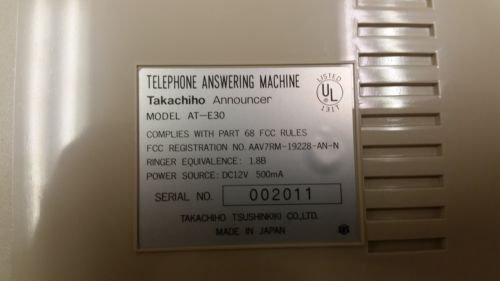 TELEPHONE ANSWERING MACHINE
Takachiho Announcer
MODEL AT-E30
COMPLIES WITH PART 68 FCC RULES
FCC REGISTRATION NO. AAV7RM-19228-AN-N
RINGER EQUIVALENCE: 1.8B
POWER SOURCE: DC12V 500mA
SERIAL NO. 002011
TAKACHIHO TSUSHINKIKI CO., LTD.
MADE IN JAPAN
LISTED
UL
131T